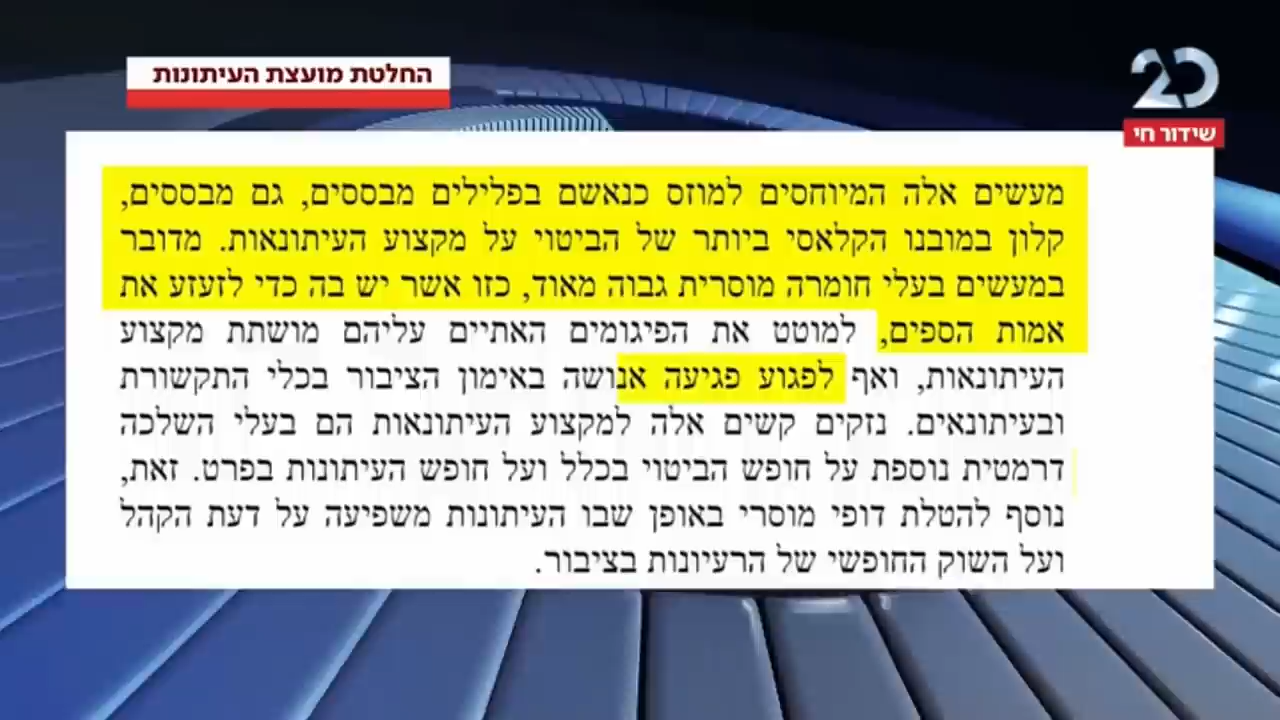 החלטת מועצת העיתונות
20
שידור חי
מעשים אלה המיוחסים למוזס כנאשם בפלילים מבססים, גם מבססים,
קלון במובנו הקלאסי ביותר של הביטוי על מקצוע העיתונאות. מדובר
במעשים בעלי חומרה מוסרית גבוה מאוד, כזו אשר יש בה כדי לזעזע את
אמות הספים, למוטט את הפיגומים האתיים עליהם מושתת מקצוע
העיתונאות, ואף לפגוע פגיעה אנושה באימון הציבור בכלי התקשורת
ובעיתונאים. נזקים קשים אלה למקצוע העיתונאות הם בעלי השלכה
דרמטית נוספת על חופש הביטוי בכלל ועל חופש העיתונות בפרט. זאת,
נוסף להטלת דופי מוסרי באופן שבו העיתונות משפיעה על דעת הקהל
ועל השוק החופשי של הרעיונות בציבור.